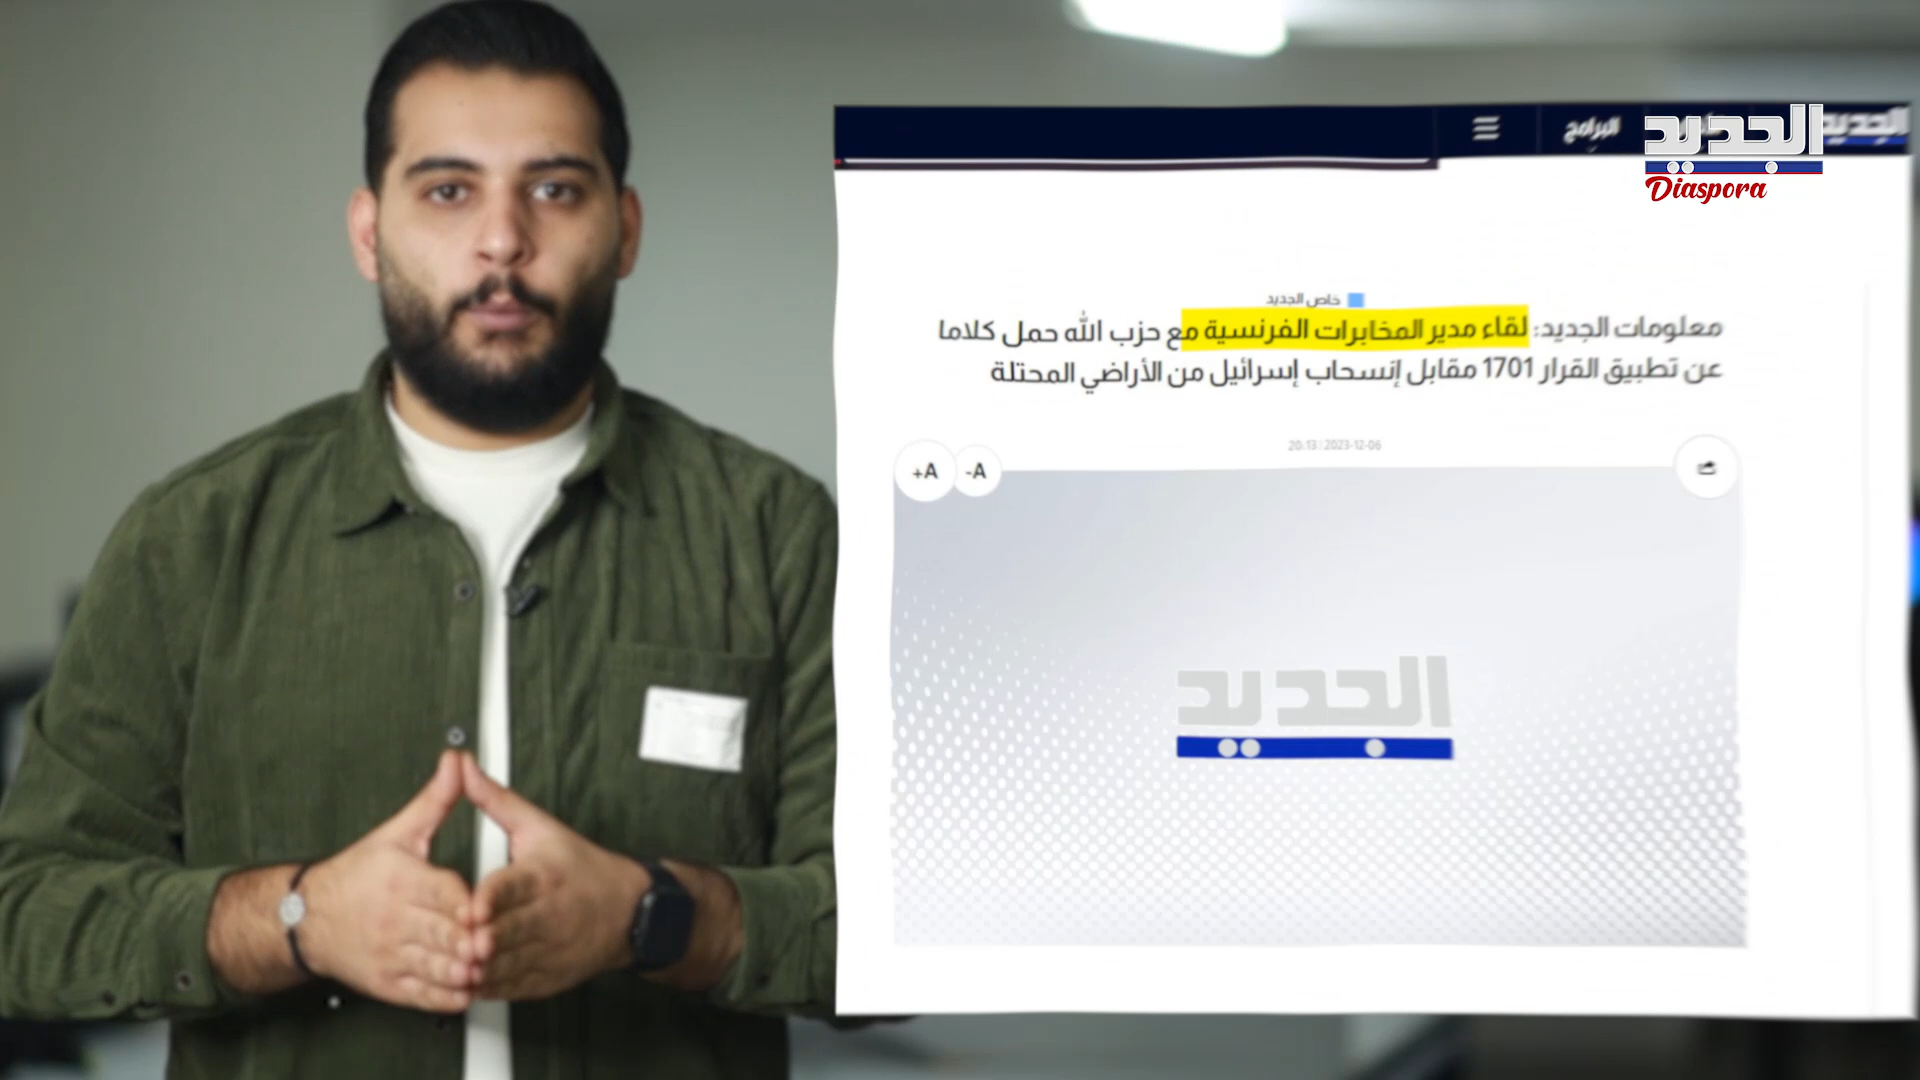 البرامج
الجديد
الجديد
Diaspora
خاص الجديد
معلومات الجديد: لقاء مدير المخابرات الفرنسية مع حزب الله حمل كلاما
عن تطبيق القرار 1701 مقابل إنسحاب إسرائيل من الأراضي المحتلة
20:13 | 2023-12-06
+A -A
الجديد